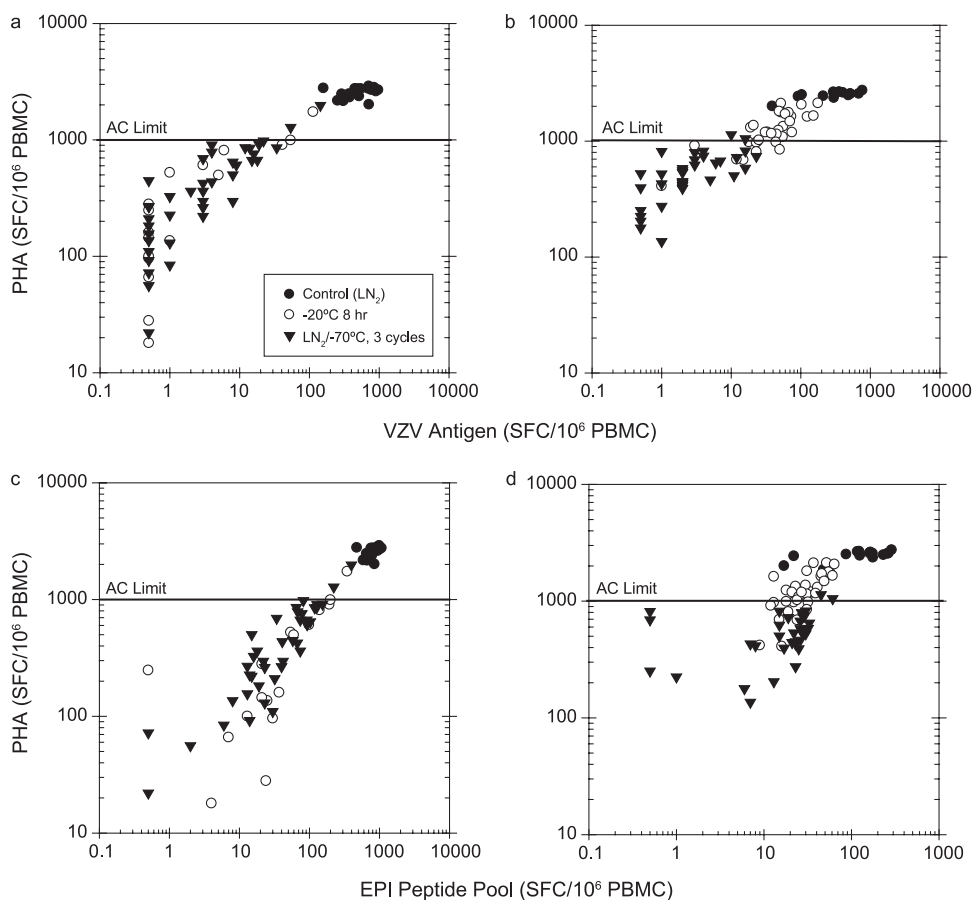 a
PHA (SFC/10⁶ PBMC)
10000
1000
100
10
AC Limit
Control (LN₂)
-20ºC 8 hr
LN₂/-70ºC, 3 cycles
0.1 1 10 100 1000 10000
b
10000
1000
100
10
AC Limit
0.1 1 10 100 1000 10000
VZV Antigen (SFC/10⁶ PBMC)
c
PHA (SFC/10⁶ PBMC)
10000
1000
100
10
AC Limit
0.1 1 10 100 1000 10000
d
10000
1000
100
10
AC Limit
0.1 1 10 100 1000 10000
EPI Peptide Pool (SFC/10⁶ PBMC)